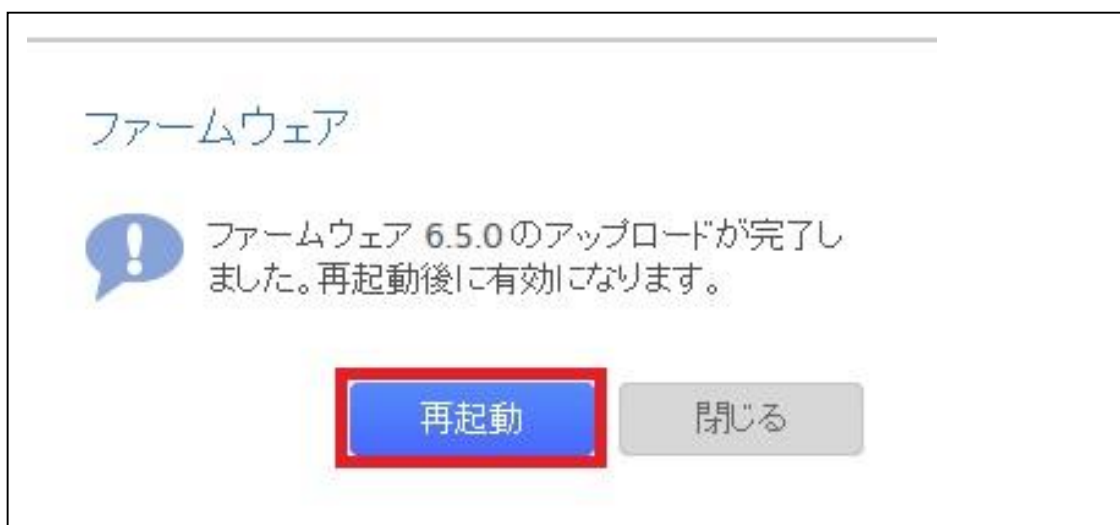 ファームウェア
ファームウェア 6.5.0 のアップロードが完了し
ました。再起動後に有効になります。
再起動
閉じる